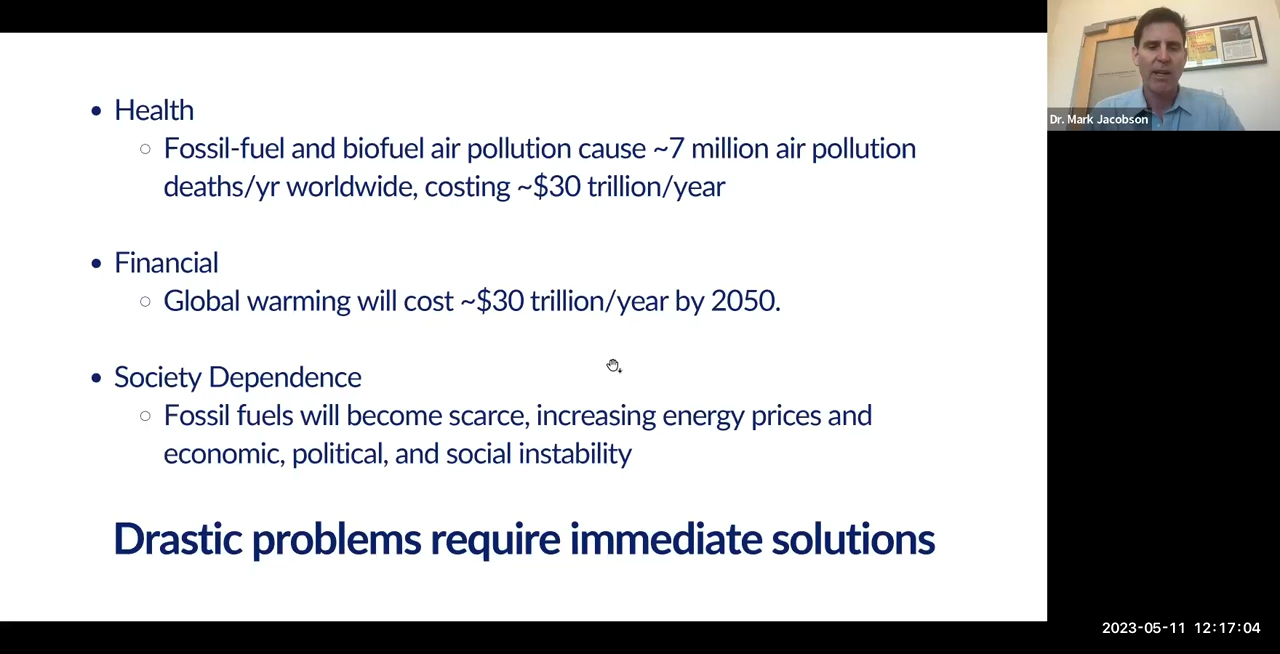 • Health
○ Fossil-fuel and biofuel air pollution cause ~7 million air pollution
deaths/yr worldwide, costing ~$30 trillion/year
• Financial
○ Global warming will cost ~$30 trillion/year by 2050.
• Society Dependence
○ Fossil fuels will become scarce, increasing energy prices and
economic, political, and social instability
Drastic problems require immediate solutions
Dr. Mark Jacobson
2023-05-11 12:17:04